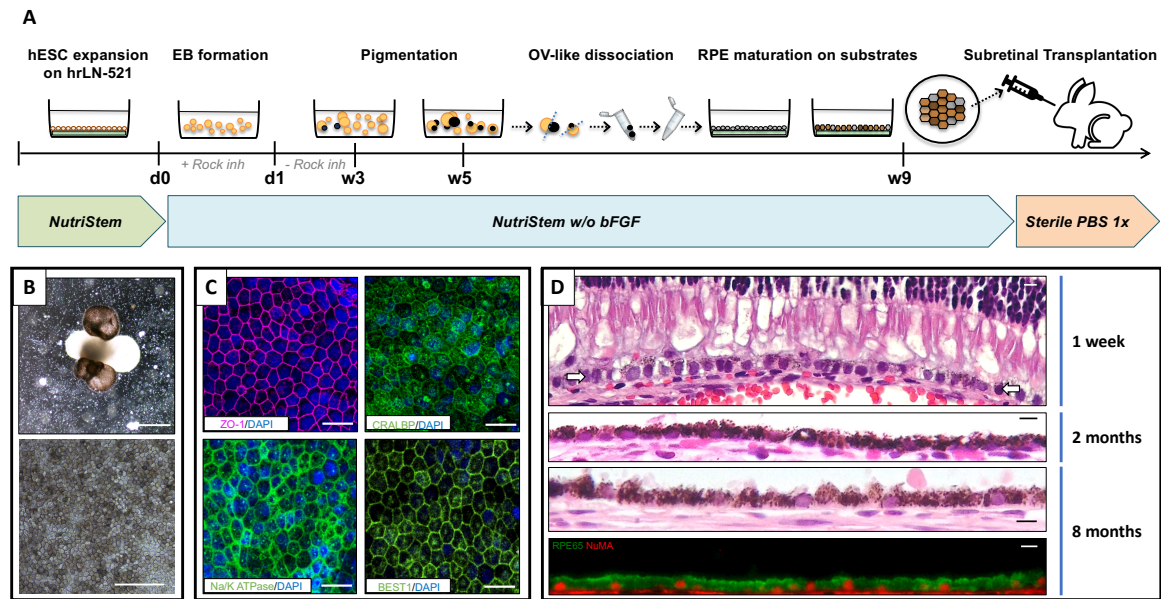 A
hESC expansion
on hrLN-521
EB formation
Pigmentation
OV-like dissociation
RPE maturation on substrates
Subretinal Transplantation
+ Rock inh
- Rock inh
d0
d1
w3
w5
w9
NutriStem
NutriStem w/o bFGF
Sterile PBS 1x
B
C
ZO-1/DAPI
CRALBP/DAPI
Na/K ATPase/DAPI
BEST1/DAPI
D
1 week
2 months
8 months
RPE65 NuMA